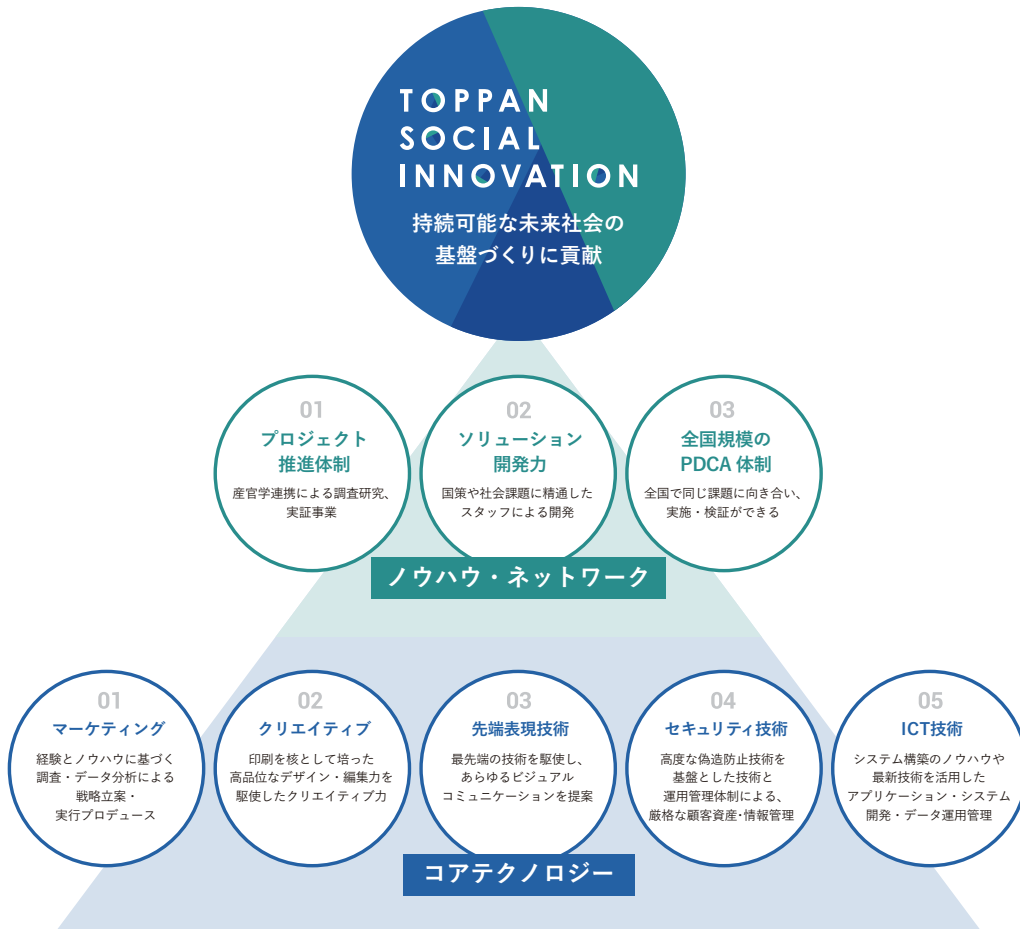 TOPPAN
SOCIAL
INNOVATION
持続可能な未来社会の
基盤づくりに貢献
01
プロジェクト
推進体制
産官学連携による調査研究、
実証事業
02
ソリューション
開発力
国策や社会課題に精通した
スタッフによる開発
03
全国規模の
PDCA 体制
全国で同じ課題に向き合い、
実施・検証ができる
ノウハウ・ネットワーク
01
マーケティング
経験とノウハウに基づく
調査・データ分析による
戦略立案・
実行プロデュース
02
クリエイティブ
印刷を核として培った
高品位なデザイン・編集力を
駆使したクリエイティブ力
03
先端表現技術
最先端の技術を駆使し、
あらゆるビジュアル
コミュニケーションを提案
04
セキュリティ技術
高度な偽造防止技術を
基盤とした技術と
運用管理体制による、
厳格な顧客資産・情報管理
05
ICT技術
システム構築のノウハウや
最新技術を活用した
アプリケーション・システム
開発・データ運用管理
コアテクノロジー